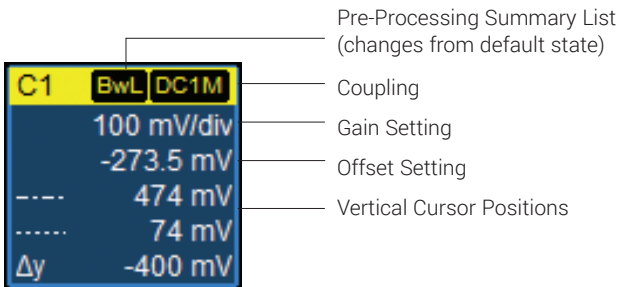 Pre-Processing Summary List
(changes from default state)
C1 BwL DC1M
Coupling
100 mV/div
Gain Setting
-273.5 mV
Offset Setting
474 mV
Vertical Cursor Positions
74 mV
Δy -400 mV